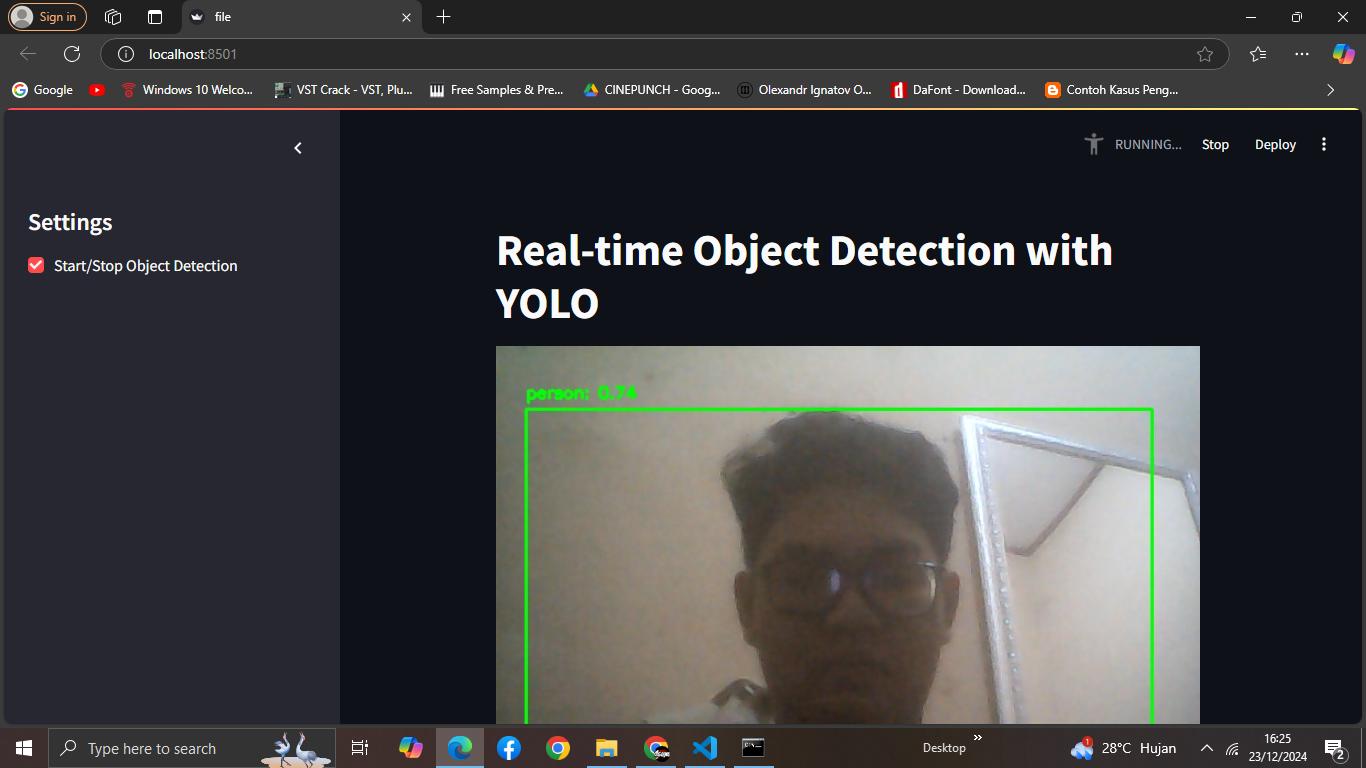 Sign in
file
localhost:8501
Google
Windows 10 Welco...
VST Crack - VST, Plu...
Free Samples & Pre...
CINEPUNCH - Goog...
Olexandr Ignatov O...
DaFont - Download...
Contoh Kasus Peng...
RUNNING...
Stop
Deploy
Settings
Start/Stop Object Detection
Real-time Object Detection with
YOLO
person: 0.74
Type here to search
Desktop
1
28°C Hujan
16:25
23/12/2024
2